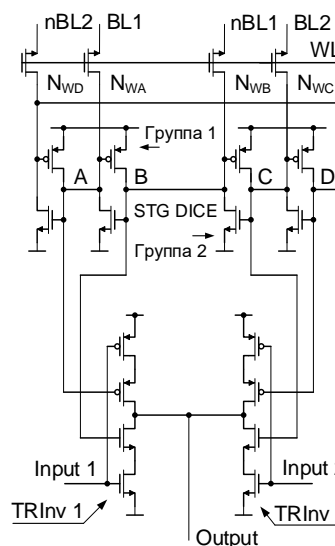 nBL2 BL1 nBL1 BL2
WL
NWD NWA NWB NWC
Группа 1
A B C D
STG DICE
Группа 2
Input 1 Input
TRInv 1 TRInv
Output